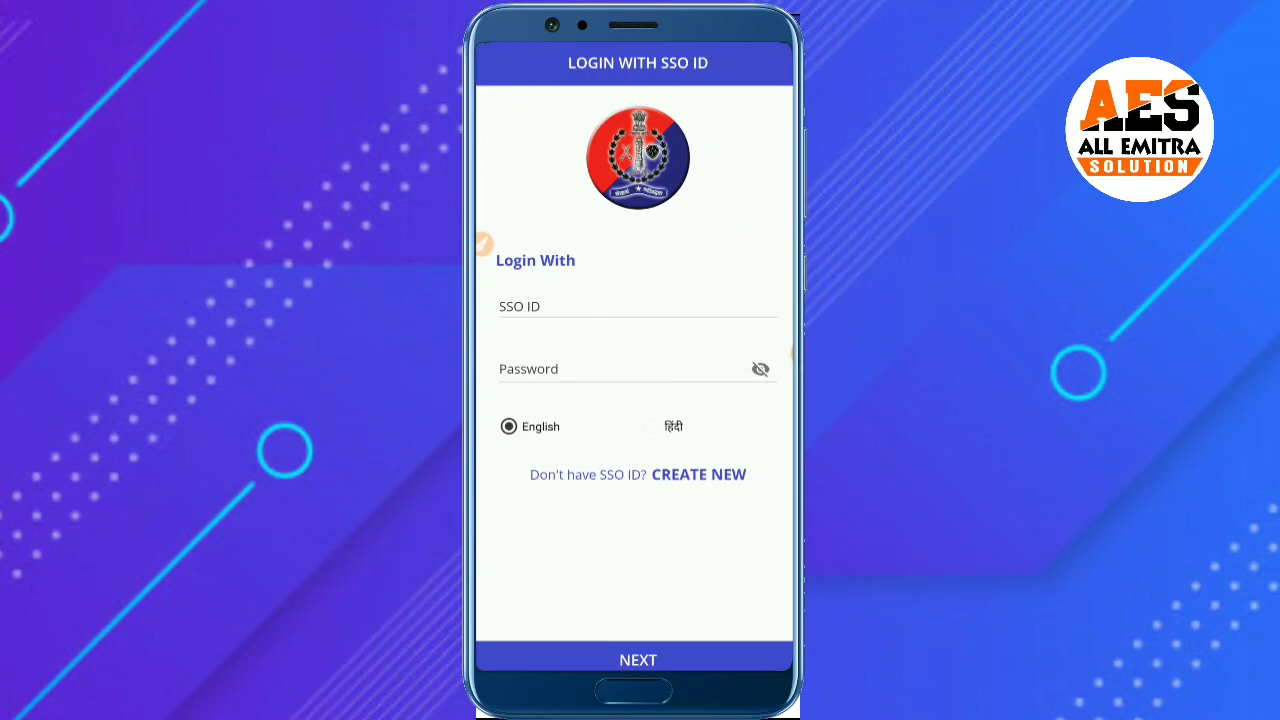 LOGIN WITH SSO ID
AES
ALL EMITRA
SOLUTION
Login With
SSO ID
Password
English
हिंदी
Don't have SSO ID? CREATE NEW
NEXT